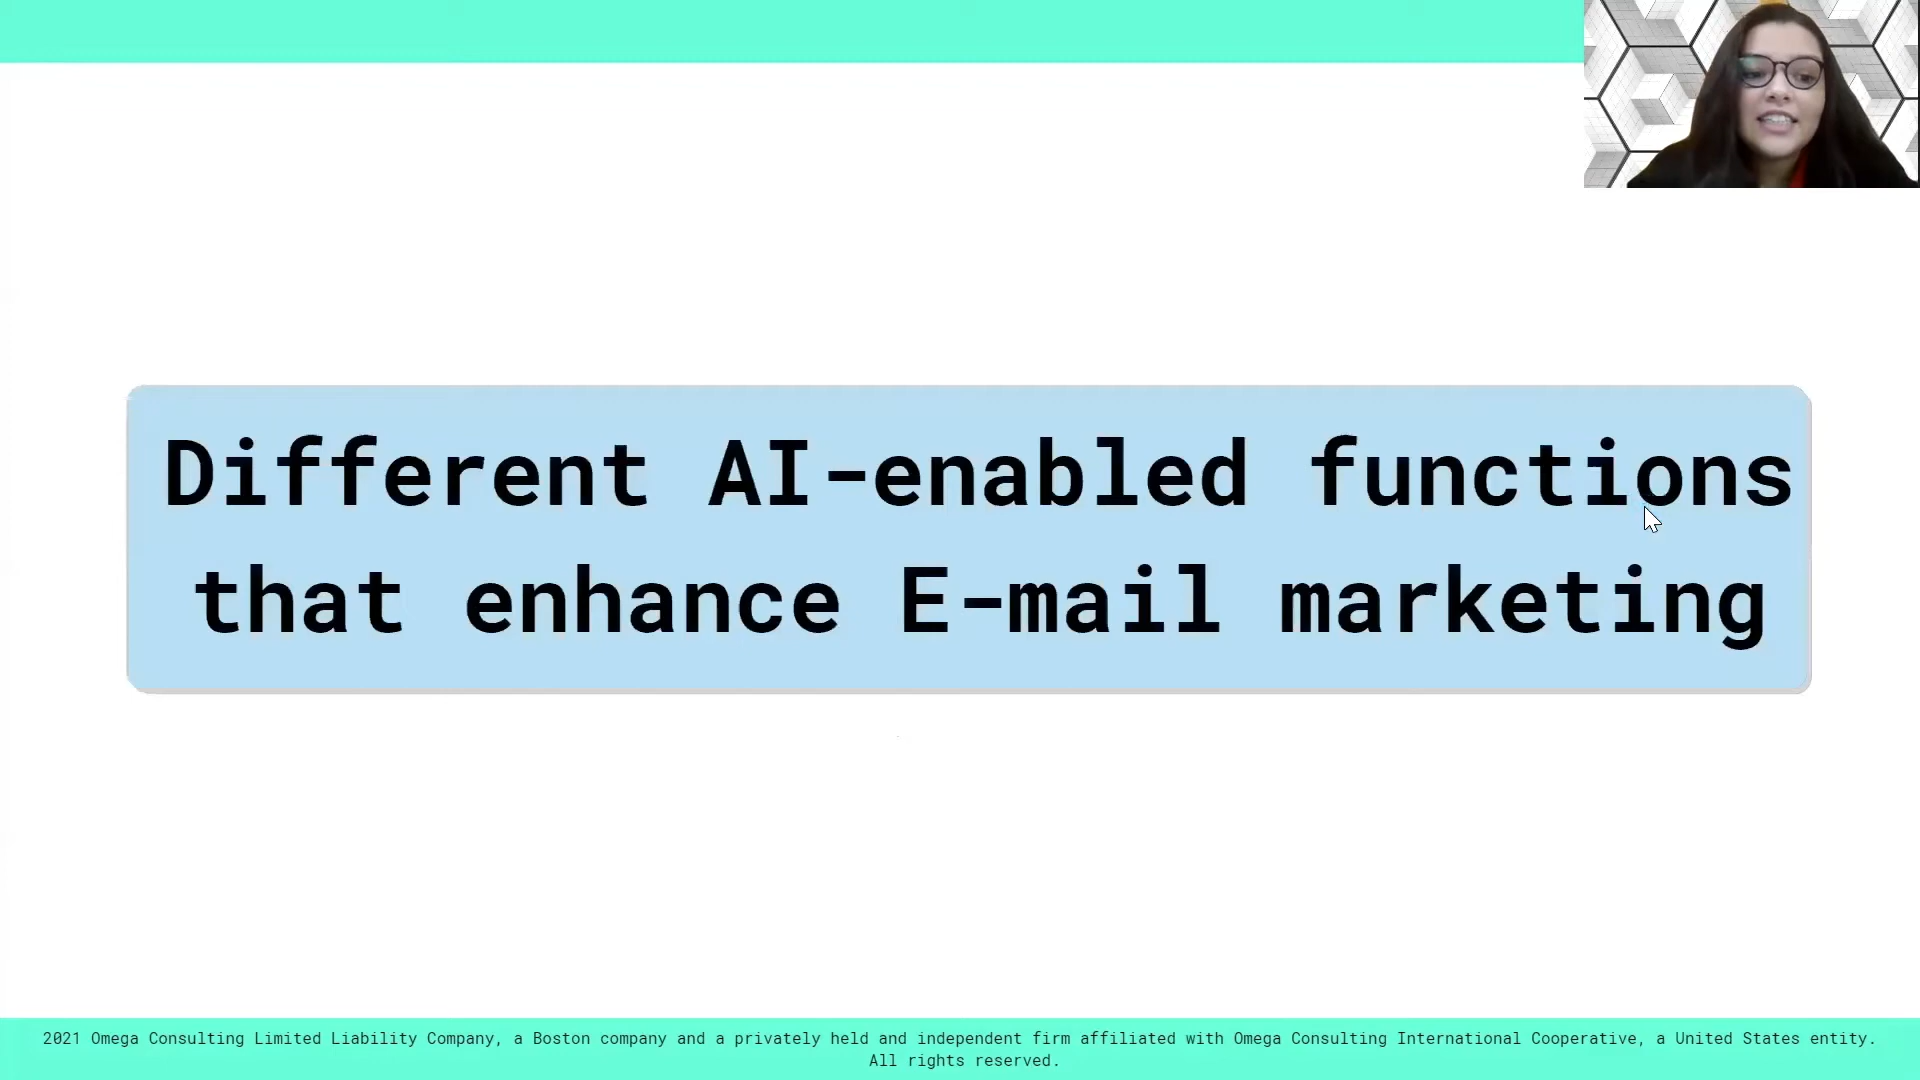 Different AI-enabled functions
that enhance E-mail marketing
2021 Omega Consulting Limited Liability Company, a Boston company and a privately held and independent firm affiliated with Omega Consulting International Cooperative, a United States entity.
All rights reserved.